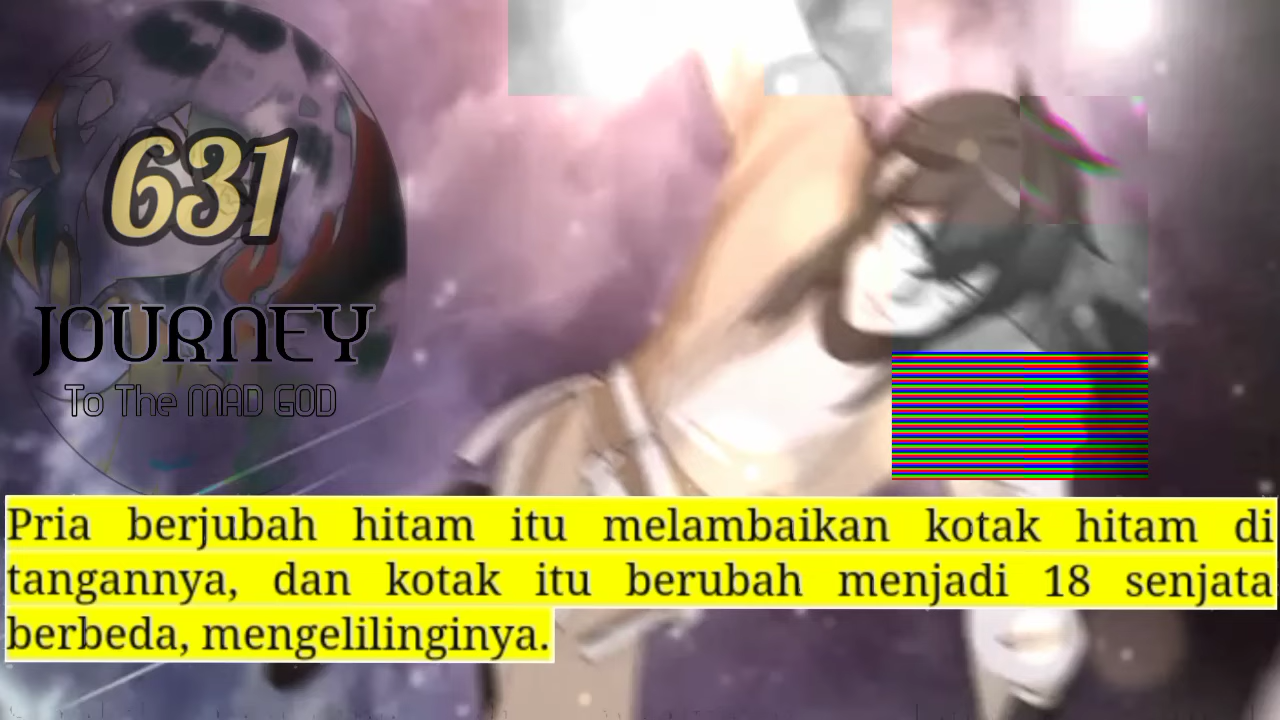 631
JOURNEY
To The MAD GOD
Pria berjubah hitam itu melambaikan kotak hitam di
tangannya, dan kotak itu berubah menjadi 18 senjata
berbeda, mengelilinginya.